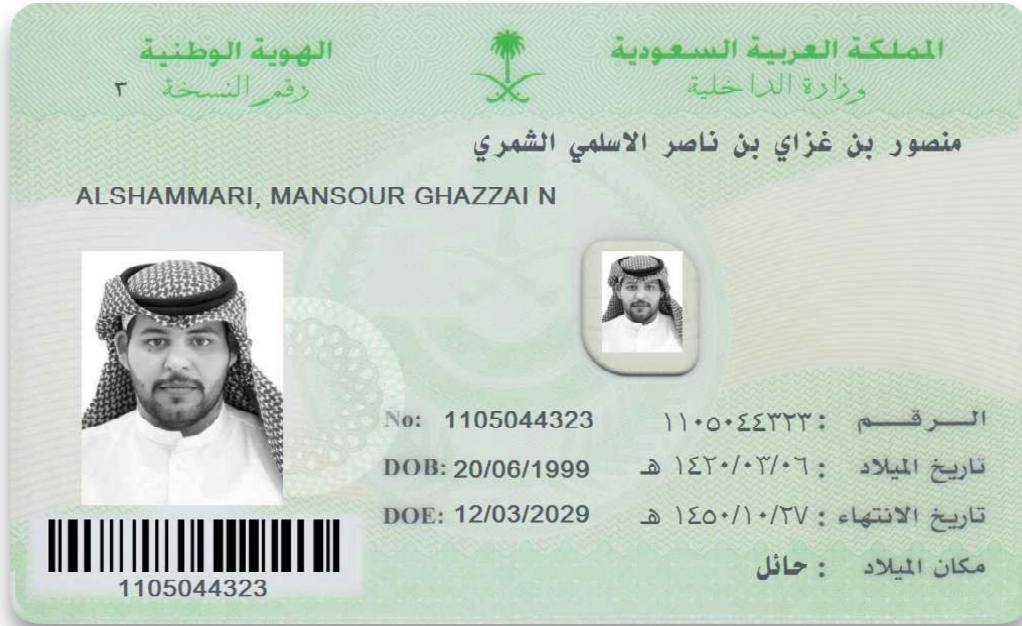 المملكة العربية السعودية
وزارة الداخلية
الهوية الوطنية
رقم النسخة ٣
منصور بن غزاي بن ناصر الاسلمي الشمري
ALSHAMMARI, MANSOUR GHAZZAI N
الـرقـــم : ١١٠٥٠٤٤٣٢٣ No: 1105044323
تاريخ الميلاد : ١٤٢٠/٠٣/٠٦ هـ DOB: 20/06/1999
تاريخ الانتهاء : ١٤٥٠/١٠/٢٧ هـ DOE: 12/03/2029
مكان الميلاد : حائل
1105044323